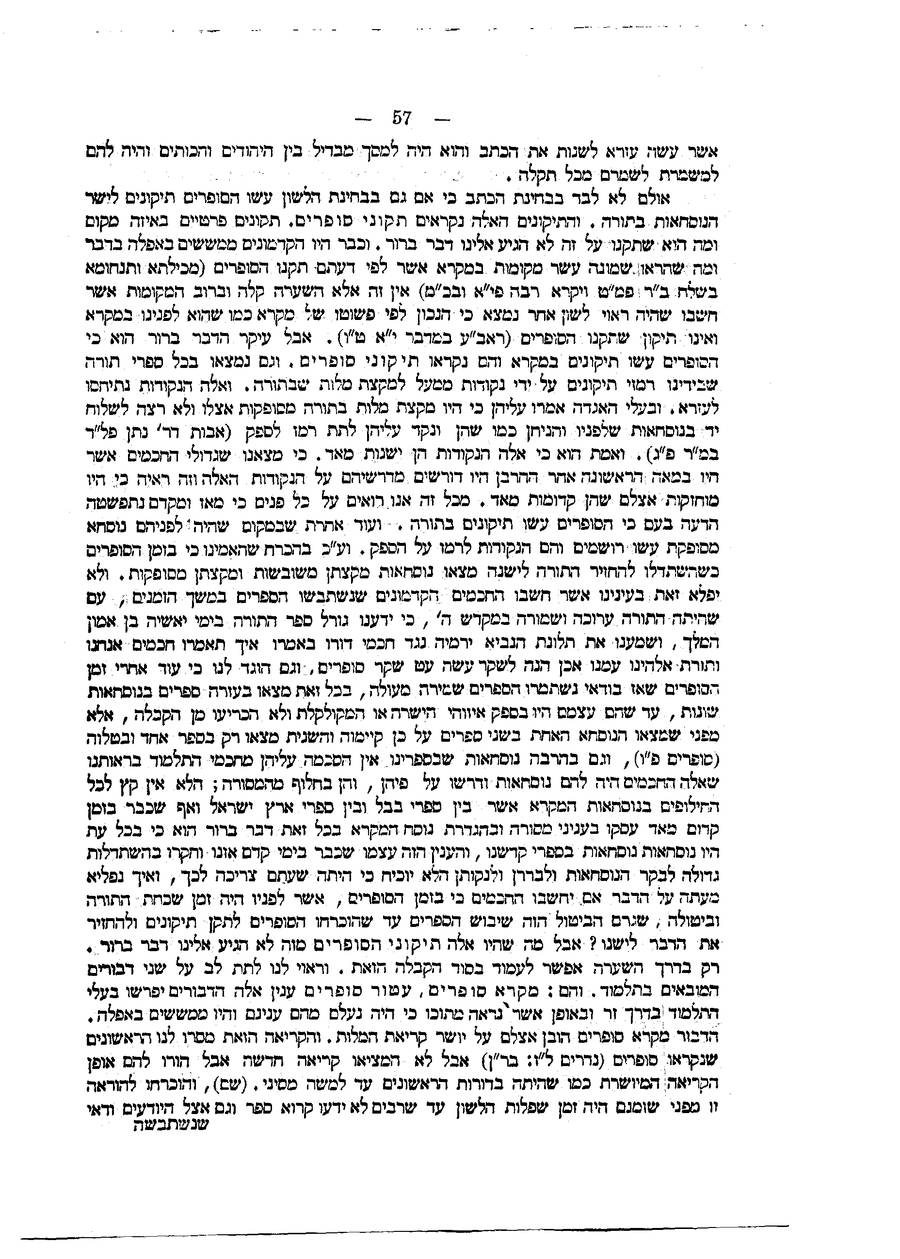 — 57 —
אשר עשה עזרא לשנות את הכתב והוא היה למסך מבדיל בין היהודים והכותים והיה להם
למשמרת לשמרם מכל תקלה .
אולם לא לבד בבחינת הכתב כי אם גם בבחינת הלשון עשו הסופרים תיקונים לישר
הנוסחאות בתורה . והתיקונים האלה נקראים תקוני סופרים. תקונים פרטיים באיזה מקום
ומה הוא שתקנו על זה לא הגיע אלינו דבר ברור . וכבר היו הקדמונים ממששים באפלה בדבר
ומה שהראו שמונה עשר מקומות במקרא אשר לפי דעתם תקנו הסופרים (מכילתא ותנחומא
בשלח ב"ר פמ"ט ויקרא רבה פי"א ובכ"מ) אין זה אלא השערה קלה וברוב המקומות אשר
חשבו שהיה ראוי לשון אחר נמצא כי הנכון לפי פשוטו של מקרא כמו שהוא לפנינו במקרא
ואינו תיקון שתקנו הסופרים (ראב"ע במדבר י"א ט"ו). אבל עיקר הדבר ברור הוא כי
הסופרים עשו תיקונים במקרא והם נקראו תיקוני סופרים . וגם נמצאו בכל ספרי תורה
שבידינו רמזי תיקונים על ידי נקודות ממעל למקצת מלות שבתורה. ואלה הנקודות נתיחסו
לעזרא. ובעלי האגדה אמרו עליהן כי היו מקצת מלות בתורה מסופקות אצלו ולא רצה לשלוח
יד בנוסחאות שלפניו והניחן כמו שהן ונקד עליהן לתת רמז לספק (אבות דר' נתן פל"ד
במ"ר פ"ג). ואמת הוא כי אלה הנקודות הן ישנות מאד. כי מצאנו שגדולי החכמים אשר
היו במאה הראשונה אחר החרבן היו דורשים מדרשיהם על הנקודות האלה וזה ראיה כי היו
מוחזקות אצלם שהן קדומות מאד . מכל זה אנו רואים על כל פנים כי מאז ומקדם נתפשטה
הדעה בעם כי הסופרים עשו תיקונים בתורה . ועוד אחרת שבמקום שהיה לפניהם נוסחא
מסופקת עשו רושמים והם הנקודות לרמז על הספק. וע"כ בהכרח שהאמינו כי בזמן הסופרים
כשהשתדלו להחזיר התורה לישנה מצאו נוסחאות מקצתן משובשות ומקצתן מסופקות. ולא
יפלא זאת בעינינו אשר חשבו החכמים הקדמונים שנשתבשו הספרים במשך הזמנים , עם
שהיתה התורה ערוכה ושמורה במקדש ה' , כי ידענו גורל ספר התורה בימי יאשיה בן אמון
המלך , ושמענו את תלונת הנביא ירמיה נגד חכמי דורו באמרו איך תאמרו חכמים אנחנו
ותורת אלהינו עמנו אכן הנה לשקר עשה עט שקר סופרים, וגם הוגד לנו כי עוד אחרי זמן
הסופרים שאז בודאי נשתמרו הספרים שמירה מעולה, בכל זאת מצאו בעזרה ספרים בנוסחאות
שונות , עד שהם עצמם היו בספק איזוהי הישרה או המקולקלת ולא הכריעו מן הקבלה , אלא
מפני שמצאו הנוסחא האחת בשני ספרים על כן קיימוה והשנית מצאו רק בספר אחד ובטלוה
(סופרים פ"ו), וגם בהרבה נוסחאות שבספרינו אין הסכמה עליהן מחכמי התלמוד בראותנו
שאלה החכמים היה להם נוסחאות ודרשו על פיהן , והן בחלוף מהמסורה; הלא אין קץ לכל
החילופים בנוסחאות המקרא אשר בין ספרי בבל ובין ספרי ארץ ישראל ואף שכבר בזמן
קדום מאד עסקו בעניני מסורה ובהגדרת נוסח המקרא בכל זאת דבר ברור הוא כי בכל עת
היו נוסחאות נוסחאות בספרי קדשנו , והענין הזה עצמו שכבר בימי קדם אזנו וחקרו בהשתדלות
גדולה לבקר הנוסחאות ולבררן ולנקותן הלא יוכיח כי היתה שעתם צריכה לכך , ואיך נפליא
מעתה על הדבר אם יחשבו החכמים כי בזמן הסופרים , אשר לפניו היה זמן שכחת התורה
וביטולה , שגרם הביטול הזה שיבוש הספרים עד שהוכרחו הסופרים לתקן תיקונים ולהחזיר
את הדבר לישנו? אבל מה שהיו אלה תיקוני הסופרים מזה לא הגיע אלינו דבר ברור .
רק בדרך השערה אפשר לעמוד בסוד הקבלה הזאת . וראוי לנו לתת לב על שני דבורים
המובאים בתלמוד. והם: מקרא סופרים, עטור סופרים ענין אלה הדבורים יפרשו בעלי
התלמוד בדרך זר ובאופן אשר נראה מתוכו כי היה נעלם מהם ענינם והיו ממששים באפלה.
הדבור מקרא סופרים הובן אצלם על יושר קריאת המלות. והקריאה הזאת מסרו לנו הראשונים
שנקראו סופרים (נדרים ל"ז: בר"ן) אבל לא המציאו קריאה חדשה אבל הורו להם אופן
הקריאה המיושרת כמו שהיתה בדורות הראשונים עד למשה מסיני. (שם), והוכרחו להוראה
זו מפני שזמנם היה זמן שפלות הלשון עד שרבים לא ידעו קרוא ספר וגם אצל היודעים ודאי
שנשתבשה